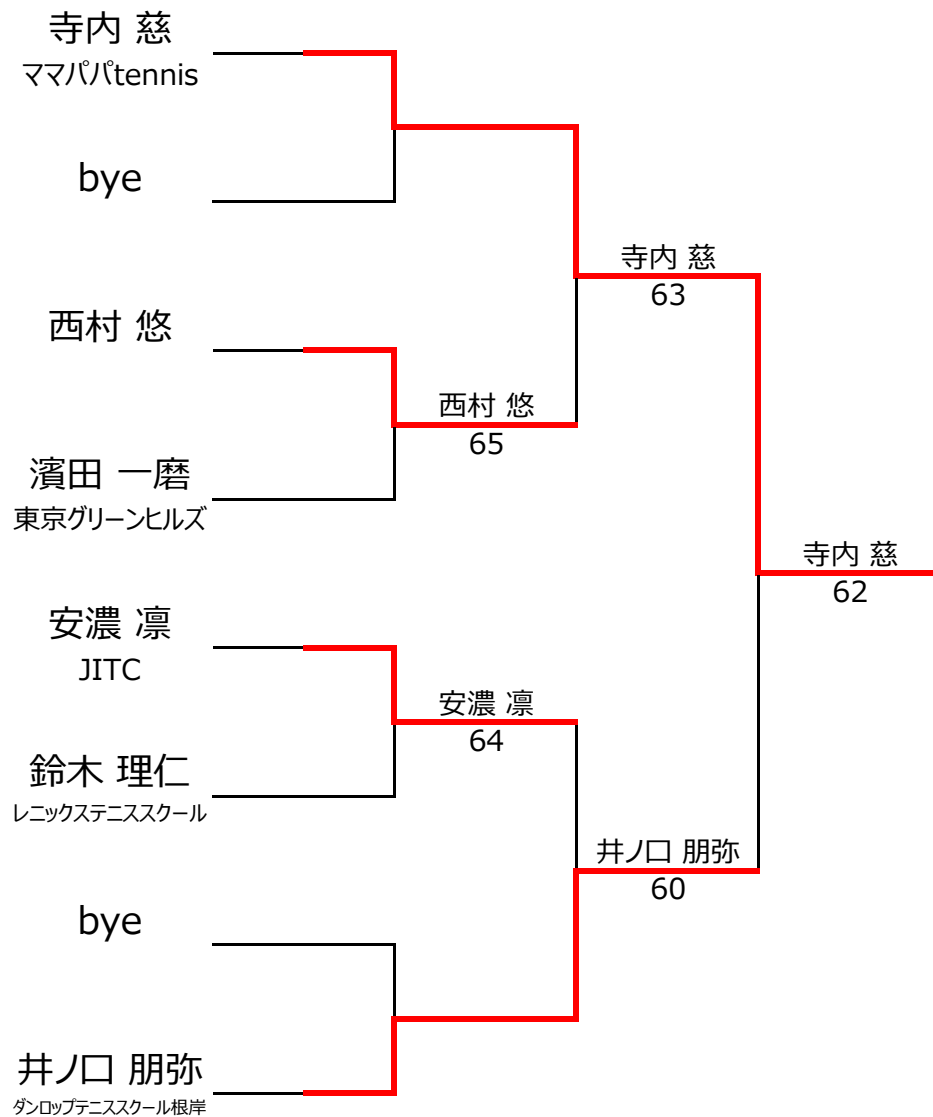 寺内 慈
ママパパtennis
bye
西村 悠
濱田 一磨
東京グリーンヒルズ
安濃 凛
JITC
鈴木 理仁
レニックステニススクール
bye
井ノ口 朋弥
ダンロップテニススクール根岸
西村 悠
65
安濃 凛
64
寺内 慈
63
井ノ口 朋弥
60
寺内 慈
62